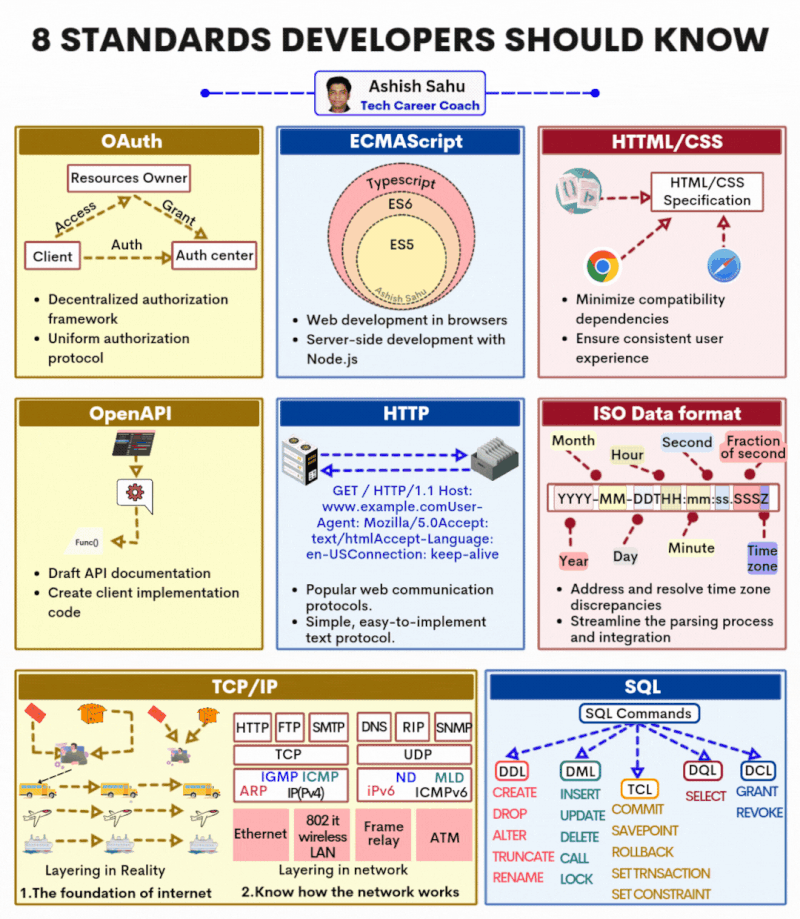 8 STANDARDS DEVELOPERS SHOULD KNOW
Ashish Sahu
Tech Career Coach
OAuth
Resources Owner
Access
Grant
Client
Auth
Auth center
• Decentralized authorization
framework
• Uniform authorization
protocol
ECMAScript
Typescript
ES6
ES5
Ashish Sahu
• Web development in browsers
• Server-side development with
Node.js
HTTML/CSS
HTML/CSS
Specification
• Minimize compatibility
dependencies
• Ensure consistent user
experience
OpenAPI
Func()
• Draft API documentation
• Create client implementation
code
HTTP
GET / HTTP/1.1 Host:
www.example.comUser-
Agent: Mozilla/5.0Accept:
text/htmlAccept-Language:
en-USConnection: keep-alive
• Popular web communication
protocols.
• Simple, easy-to-implement
text protocol.
ISO Data format
Month
Hour
Second
Fraction
of second
YYYY-MM-DDTHH:mm:ss.SSSZ
Year
Day
Minute
Time
zone
• Address and resolve time zone
discrepancies
• Streamline the parsing process
and integration
TCP/IP
HTTP FTP SMTP DNS RIP SNMP
TCP UDP
IGMP ICMP ND MLD
ARP IP(Pv4) iPv6 ICMPv6
Ethernet
802 it
wireless
LAN
Frame
relay
ATM
Layering in Reality
Layering in network
1.The foundation of internet
2.Know how the network works
SQL
SQL Commands
DDL
CREATE
DROP
ALTER
TRUNCATE
RENAME
DML
INSERT
UPDATE
DELETE
CALL
LOCK
TCL
COMMIT
SAVEPOINT
ROLLBACK
SET TRNSACTION
SET CONSTRAINT
DQL
SELECT
DCL
GRANT
REVOKE